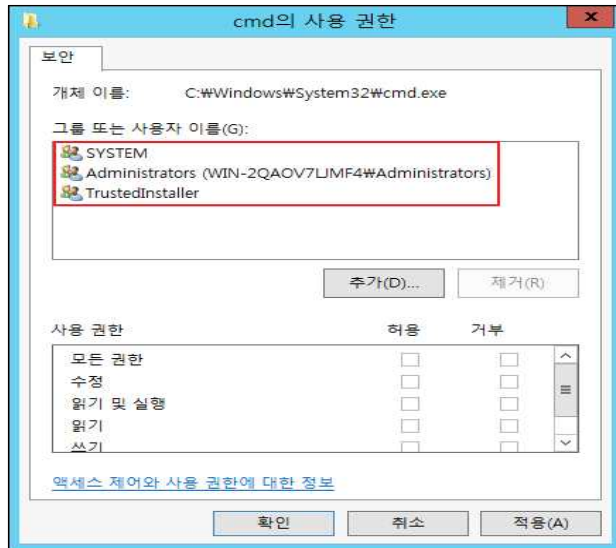 cmd의 사용 권한
x
보안
개체 이름: C:₩Windows₩System32₩cmd.exe
그룹 또는 사용자 이름(G):
SYSTEM
Administrators (WIN-2QAOV7LJMF4₩Administrators)
TrustedInstaller
추가(D)... 제거(R)
사용 권한 허용 거부
모든 권한
수정
읽기 및 실행
읽기
쓰기
액세스 제어와 사용 권한에 대한 정보
확인 취소 적용(A)